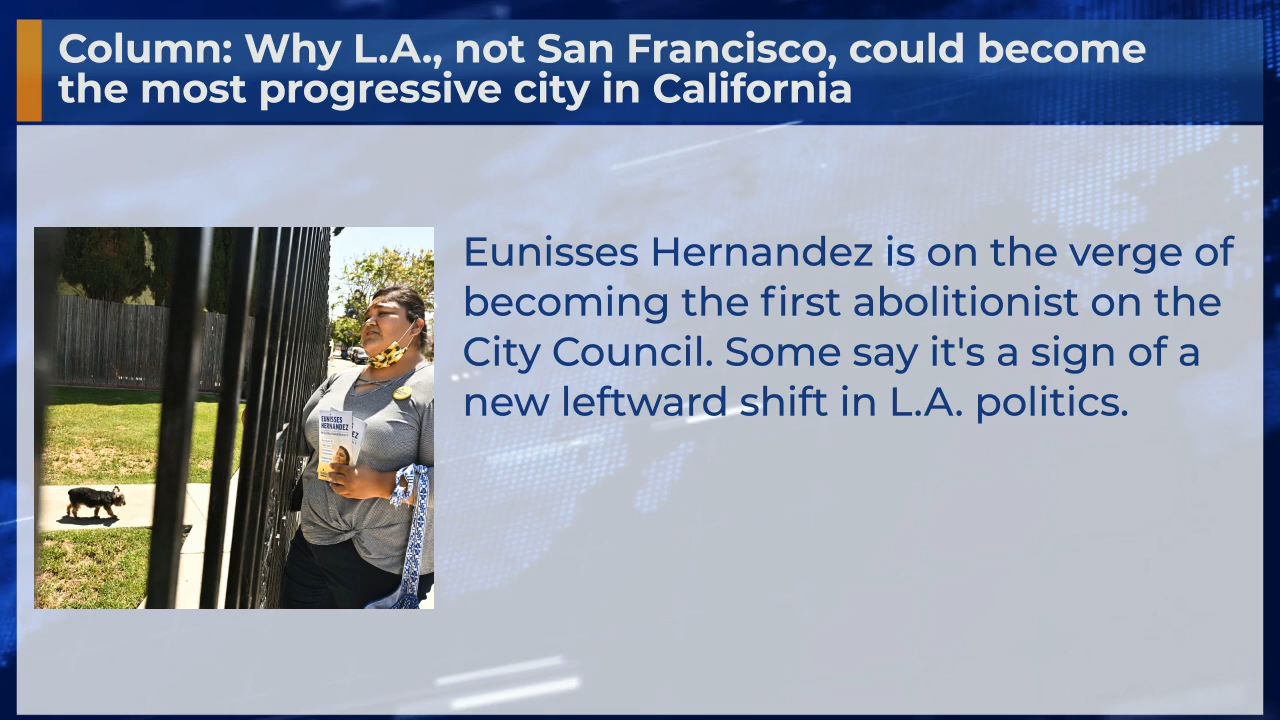 Column: Why L.A., not San Francisco, could become
the most progressive city in California
Eunisses Hernandez is on the verge of
becoming the first abolitionist on the
City Council. Some say it's a sign of a
new leftward shift in L.A. politics.
EUNISSES
HERNANDEZ